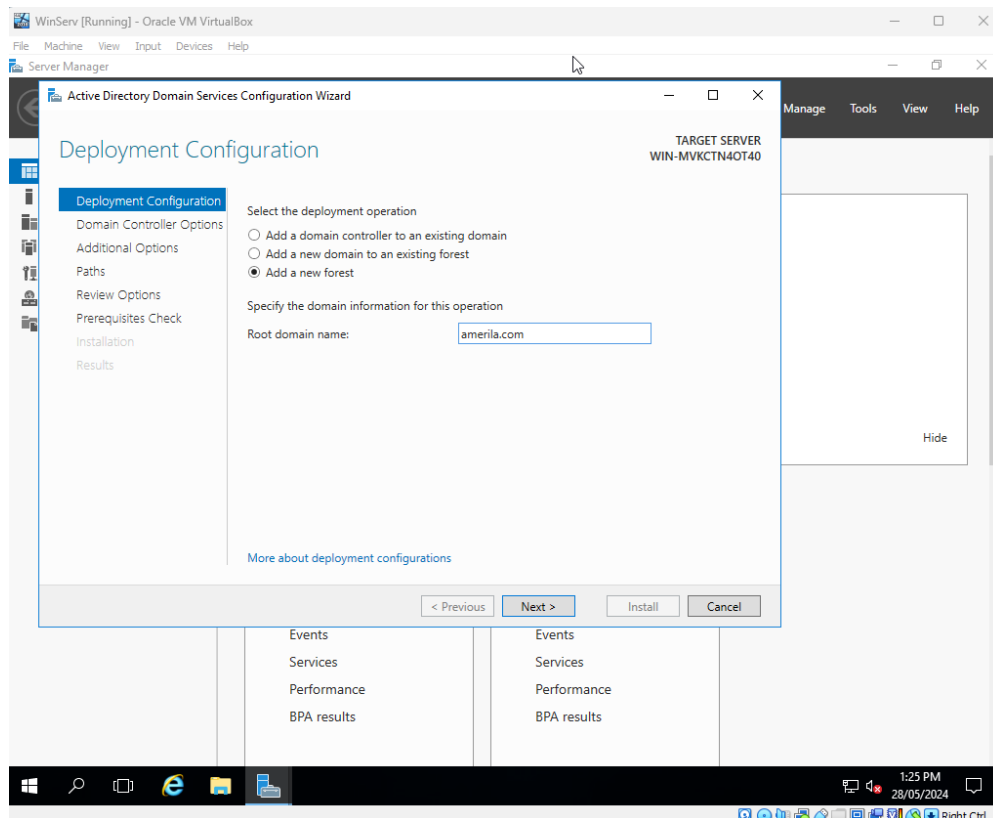 WinServ [Running] - Oracle VM VirtualBox
File Machine View Input Devices Help
Server Manager
Active Directory Domain Services Configuration Wizard
Manage Tools View Help
Deployment Configuration
TARGET SERVER
WIN-MVKCTN4OT40
Deployment Configuration
Domain Controller Options
Additional Options
Paths
Review Options
Prerequisites Check
Installation
Results
Select the deployment operation
Add a domain controller to an existing domain
Add a new domain to an existing forest
Add a new forest
Specify the domain information for this operation
Root domain name: amerila.com
Hide
More about deployment configurations
< Previous Next > Install Cancel
Events Events
Services Services
Performance Performance
BPA results BPA results
1:25 PM
28/05/2024
Right Ctrl